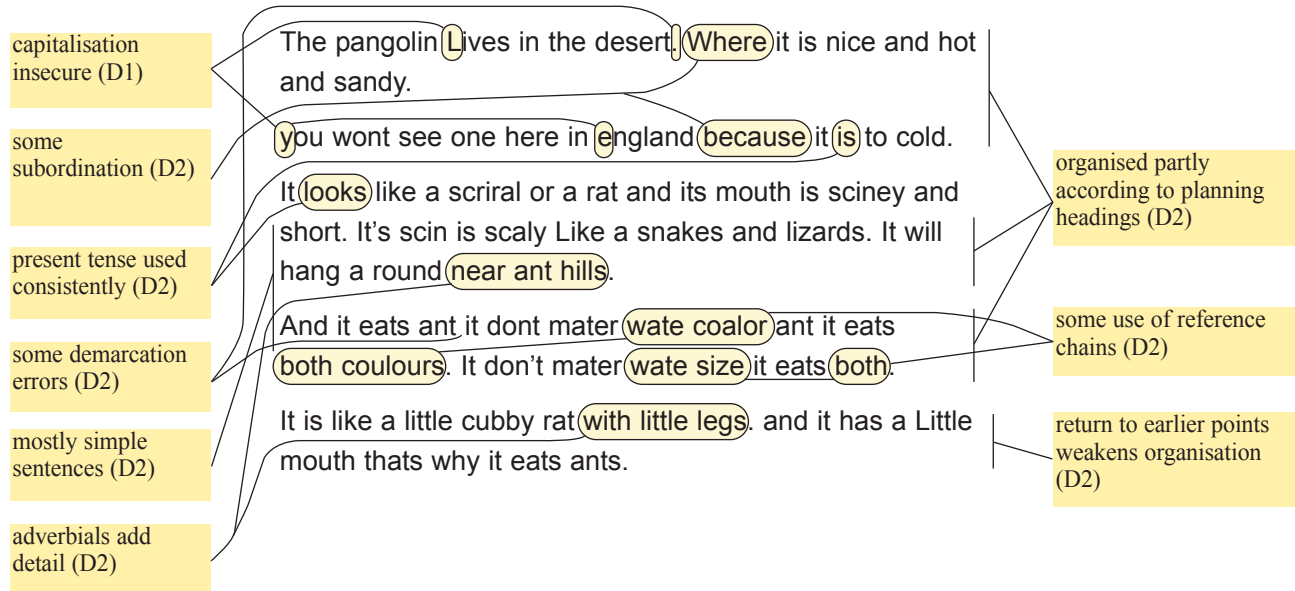 capitalisation
insecure (D1)
some
subordination (D2)
present tense used
consistently (D2)
some demarcation
errors (D2)
mostly simple
sentences (D2)
adverbials add
detail (D2)
The pangolin Lives in the desert. Where it is nice and hot
and sandy.
you wont see one here in england because it is to cold.
It looks like a scriral or a rat and its mouth is sciney and
short. It's scin is scaly Like a snakes and lizards. It will
hang a round near ant hills.
And it eats ant it dont mater wate coalor ant it eats
both coulours. It don't mater wate size it eats both.
It is like a little cubby rat with little legs. and it has a Little
mouth thats why it eats ants.
organised partly
according to planning
headings (D2)
some use of reference
chains (D2)
return to earlier points
weakens organisation
(D2)